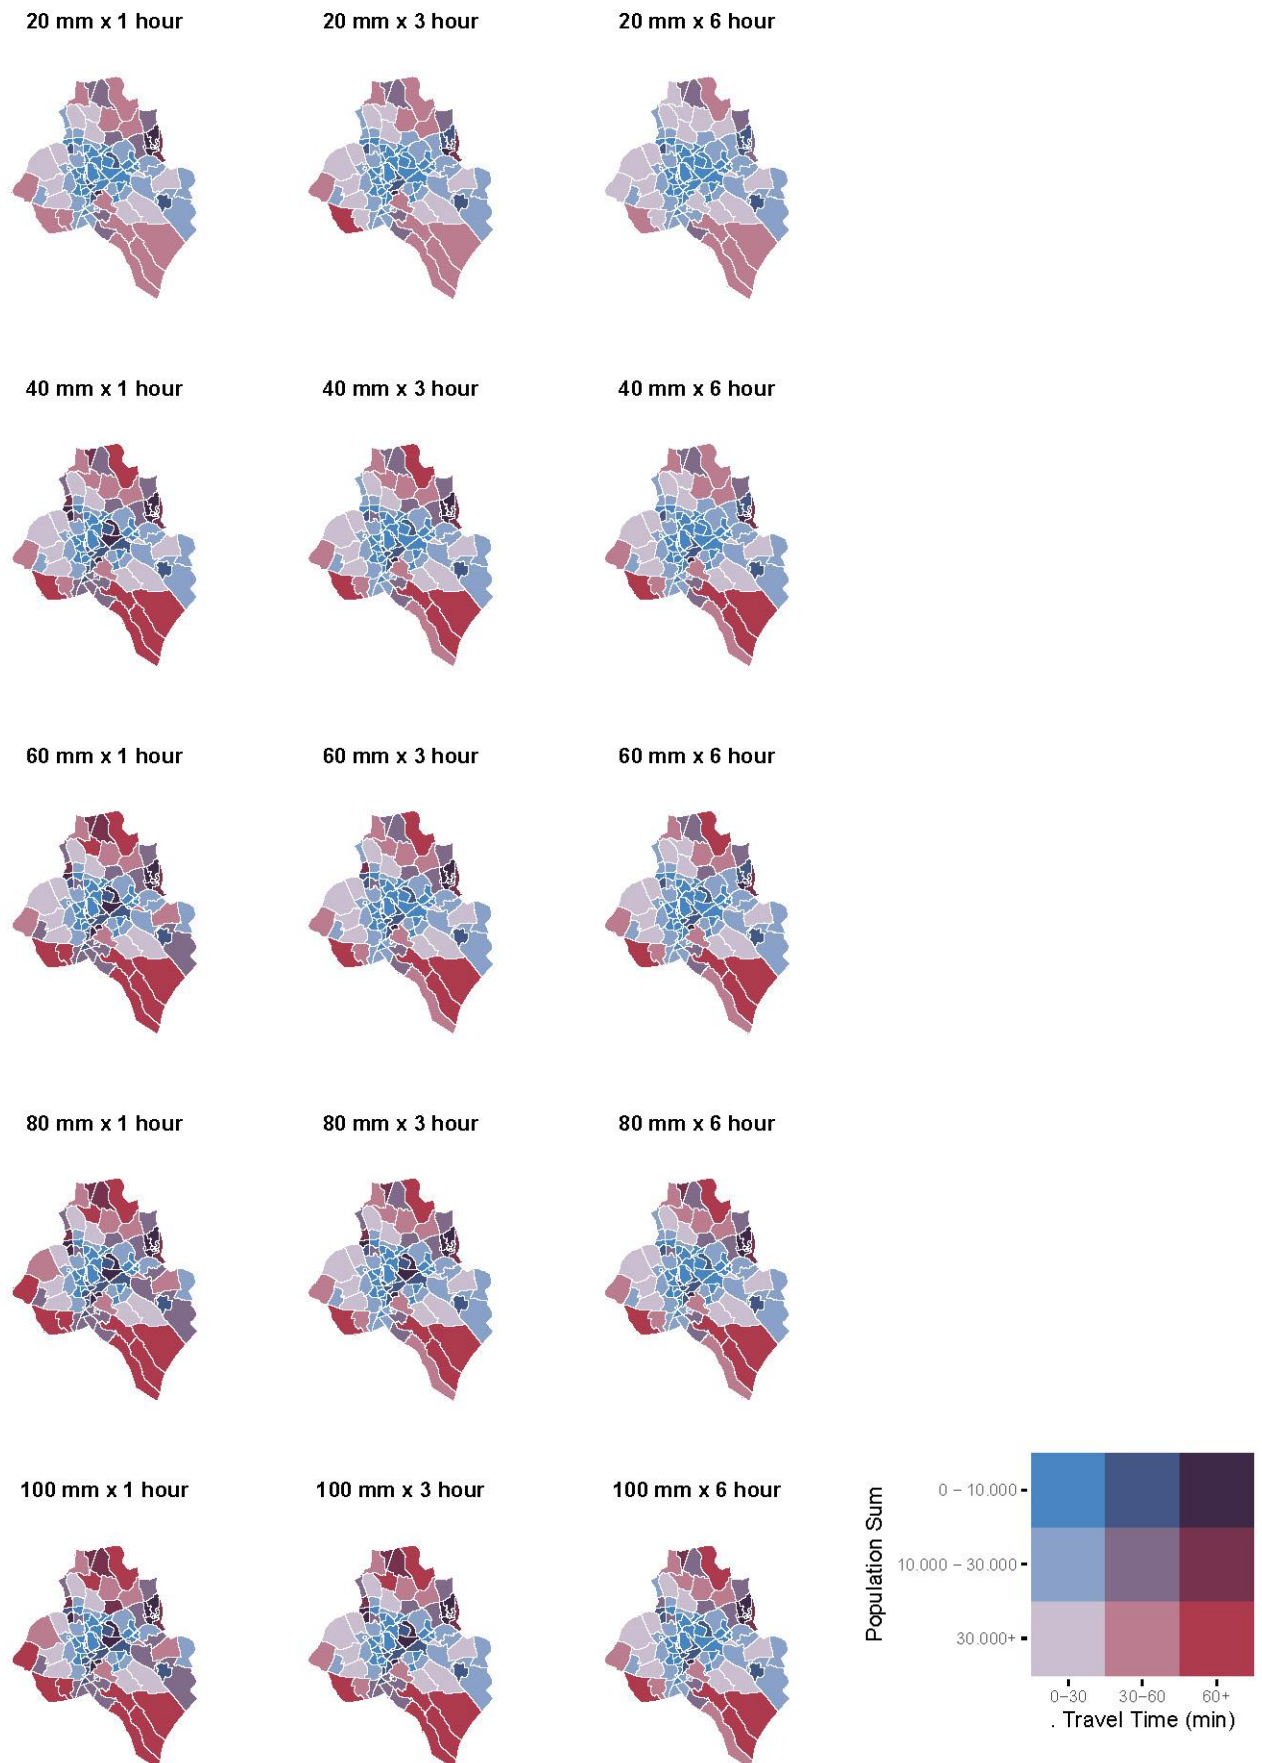 20 mm x 1 hour
20 mm x 3 hour
20 mm x 6 hour
40 mm x 1 hour
40 mm x 3 hour
40 mm x 6 hour
60 mm x 1 hour
60 mm x 3 hour
60 mm x 6 hour
80 mm x 1 hour
80 mm x 3 hour
80 mm x 6 hour
100 mm x 1 hour
100 mm x 3 hour
100 mm x 6 hour
Population Sum
0 – 10.000
10.000 – 30.000
30.000+
0–30
30–60
60+
. Travel Time (min)